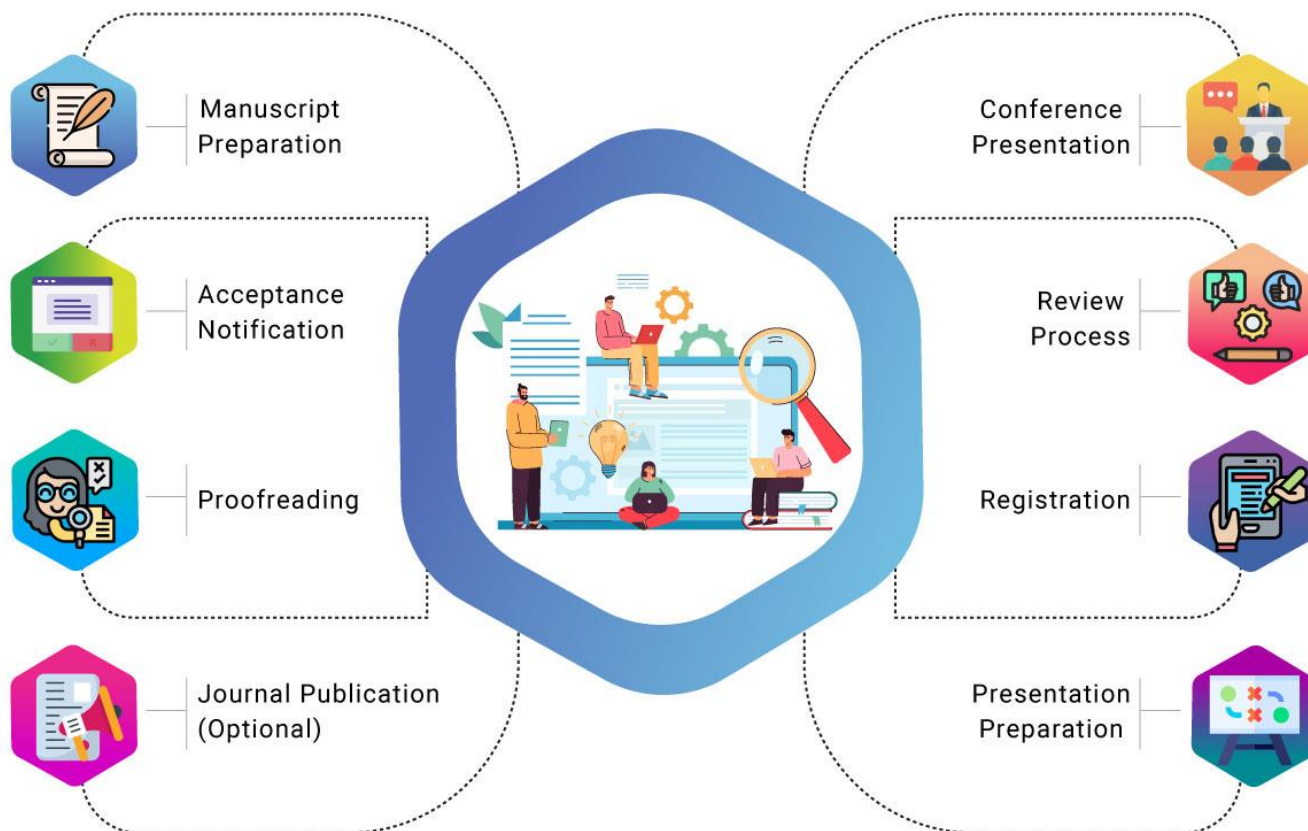 Manuscript
Preparation
Conference
Presentation
Acceptance
Notification
Review
Process
Proofreading
Registration
Journal Publication
(Optional)
Presentation
Preparation